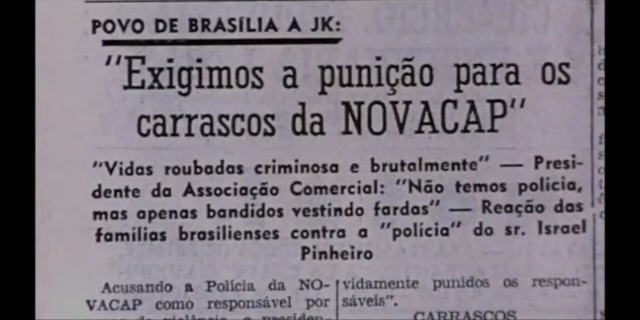 POVO DE BRASÍLIA A JK:
"Exigimos a punição para os
carrascos da NOVACAP"
"Vidas roubadas criminosa e brutalmente" — Presi-
dente da Associação Comercial: "Não temos polícia,
mas apenas bandidos vestindo fardas" — Reação das
famílias brasilienses contra a "polícia" do sr. Israel
Pinheiro
Acusando a Polícia da NO-
VACAP como responsável por
vidamente punidos os respon-
sáveis".
CARRASCOS